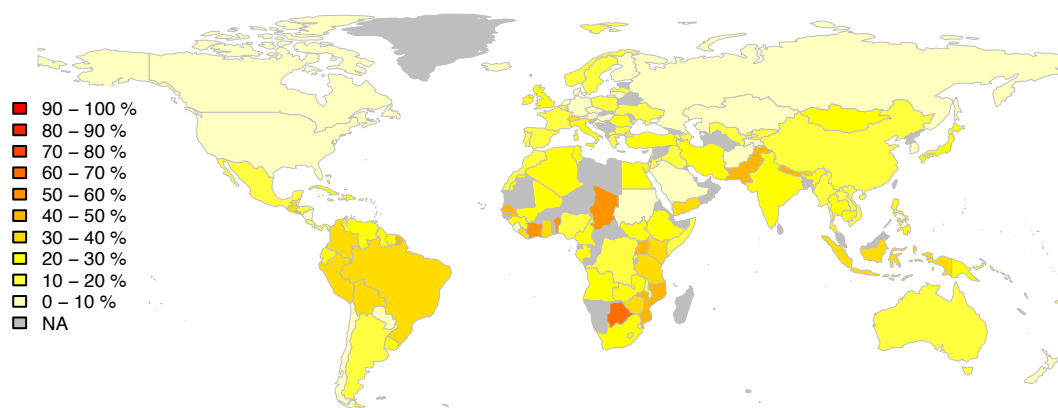 90 – 100 %
80 – 90 %
70 – 80 %
60 – 70 %
50 – 60 %
40 – 50 %
30 – 40 %
20 – 30 %
10 – 20 %
0 – 10 %
NA